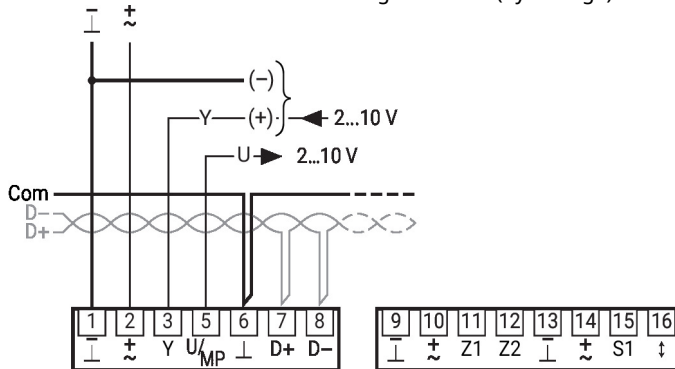 − +
⊥ ~
(−)
Y (+) 2...10 V
U 2...10 V
Com
D−
D+
1 2 3 5 6 7 8
⊥ ~ Y U/MP ⊥ D+ D−
9 10 11 12 13 14 15 16
⊥ ~ Z1 Z2 ⊥ ~ S1 ↕